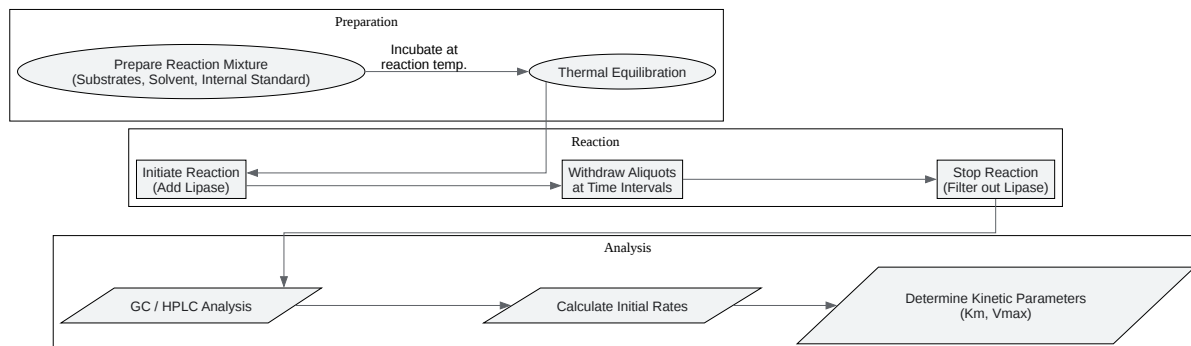 Preparation
Prepare Reaction Mixture
(Substrates, Solvent, Internal Standard)
Incubate at
reaction temp.
Thermal Equilibration
Reaction
Initiate Reaction
(Add Lipase)
Withdraw Aliquots
at Time Intervals
Stop Reaction
(Filter out Lipase)
Analysis
GC / HPLC Analysis
Calculate Initial Rates
Determine Kinetic Parameters
(Km, Vmax)